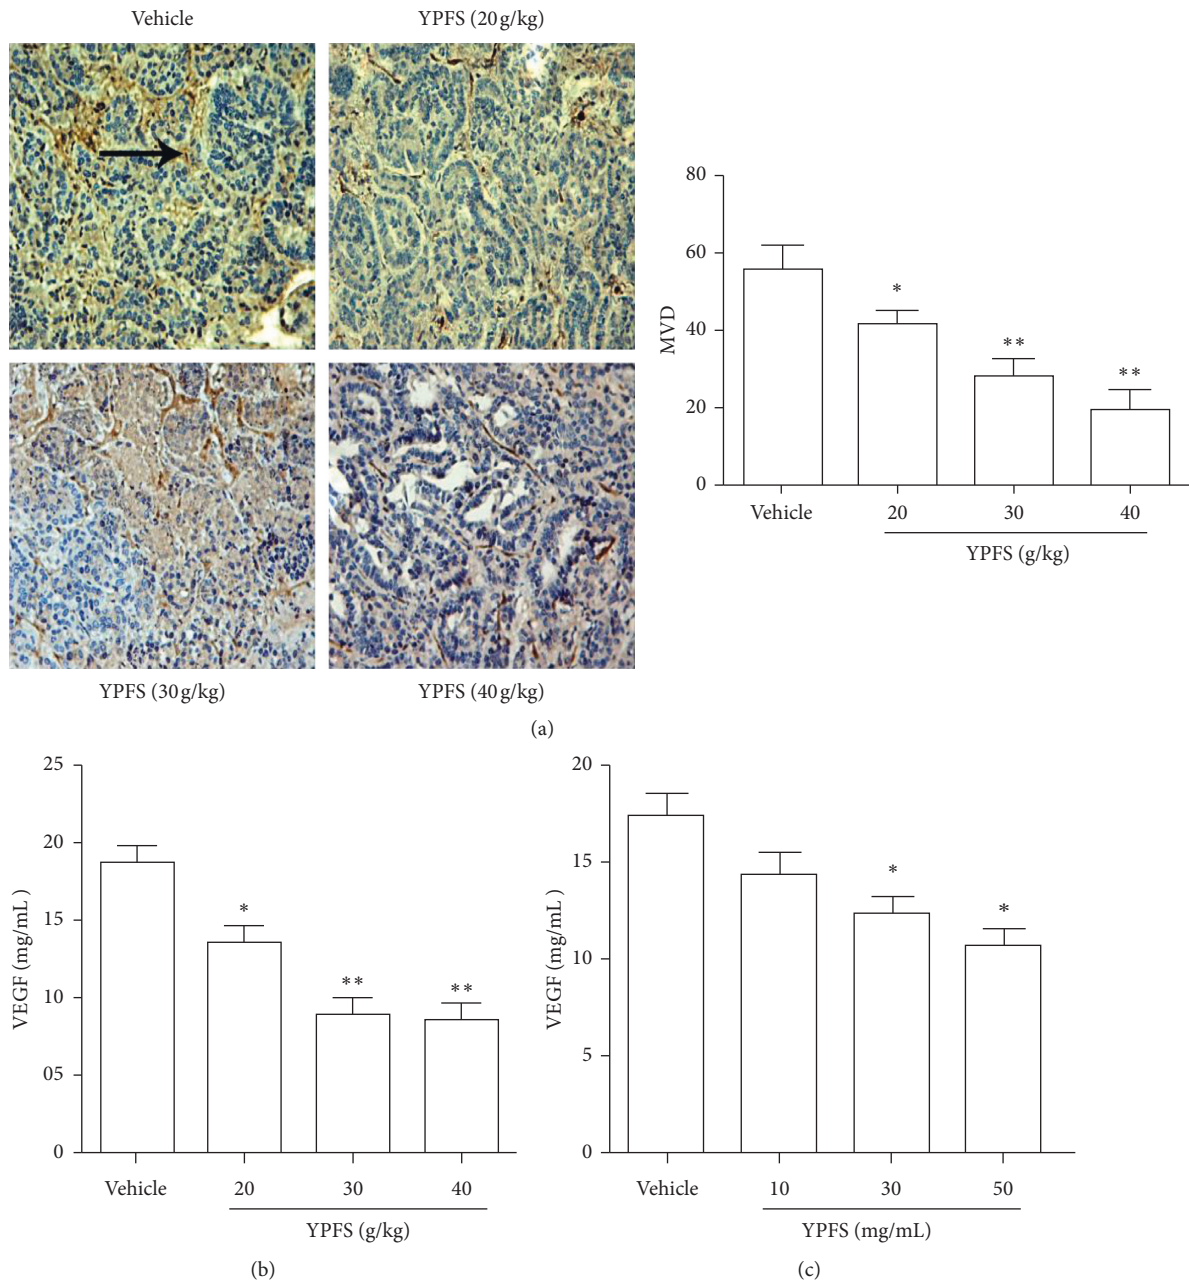 Vehicle
YPFS (20 g/kg)
YPFS (30 g/kg)
YPFS (40 g/kg)
MVD
80
60
40
20
0
*
**
**
Vehicle
20
30
40
YPFS (g/kg)
(a)
VEGF (mg/mL )
25
20
15
10
05
0
*
**
**
Vehicle
20
30
40
YPFS (g/kg)
(b)
VEGF (mg/mL )
20
15
10
5
0
*
*
Vehicle
10
30
50
YPFS (mg/mL)
(c)